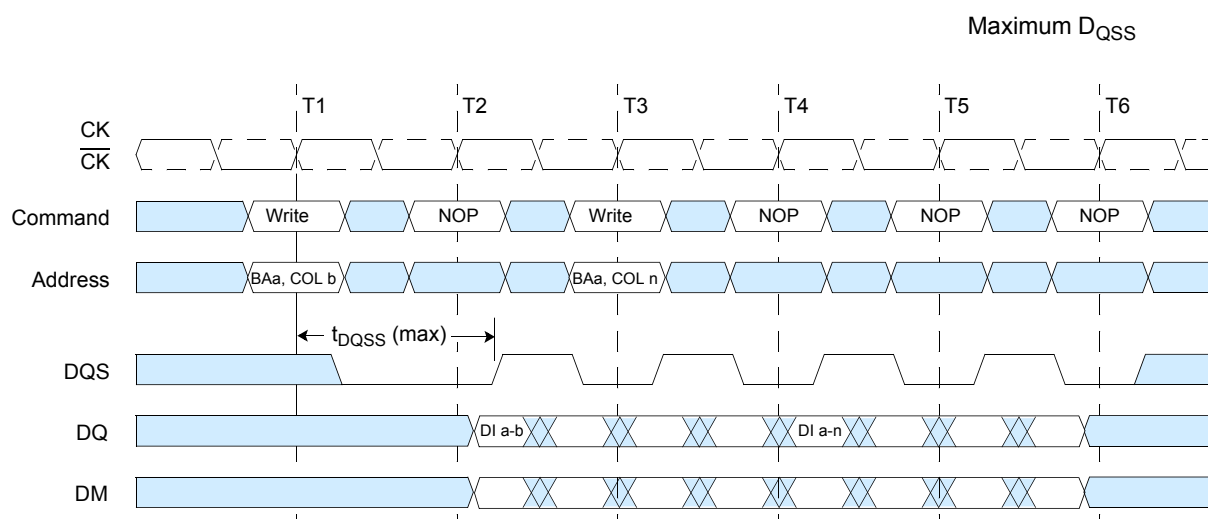 Maximum DQSS
T1 T2 T3 T4 T5 T6
CK
CK
Command Write NOP Write NOP NOP NOP
Address BAa, COL b BAa, COL n
tDQSS (max)
DQS
DQ DI a-b DI a-n
DM